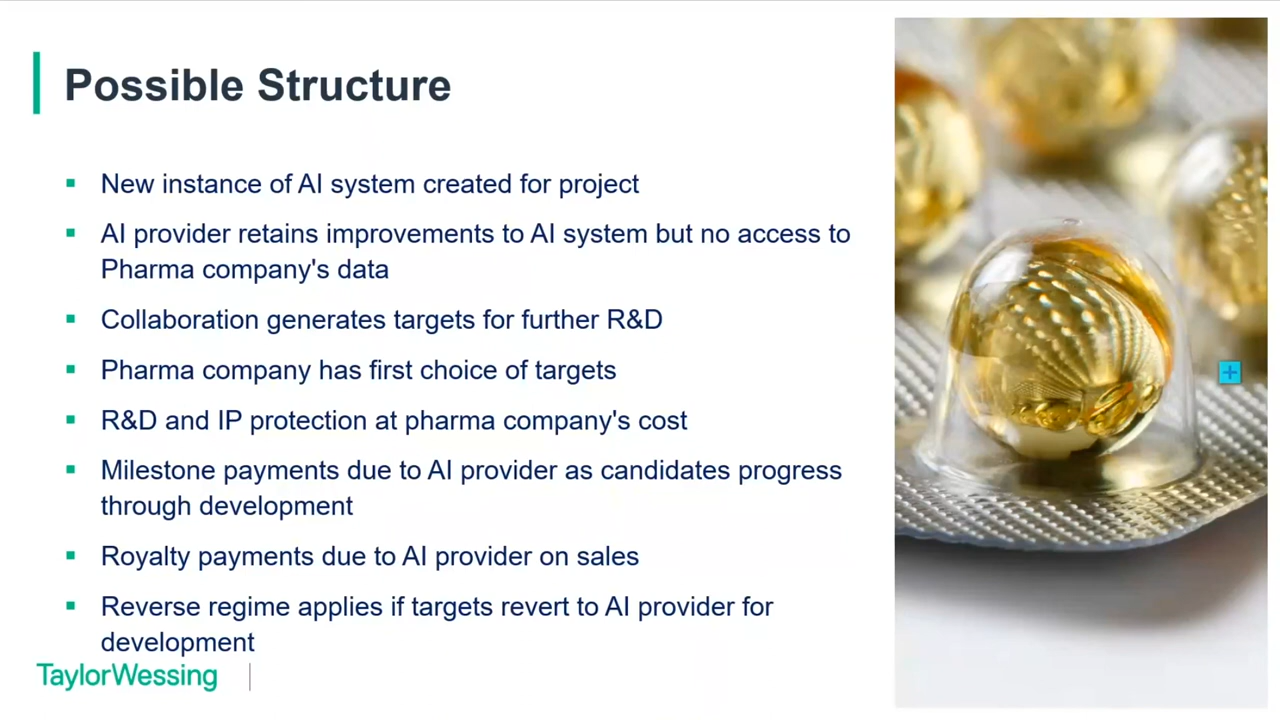 Possible Structure
New instance of AI system created for project
AI provider retains improvements to AI system but no access to
Pharma company's data
Collaboration generates targets for further R&D
Pharma company has first choice of targets
R&D and IP protection at pharma company's cost
Milestone payments due to AI provider as candidates progress
through development
Royalty payments due to AI provider on sales
Reverse regime applies if targets revert to AI provider for
development
TaylorWessing